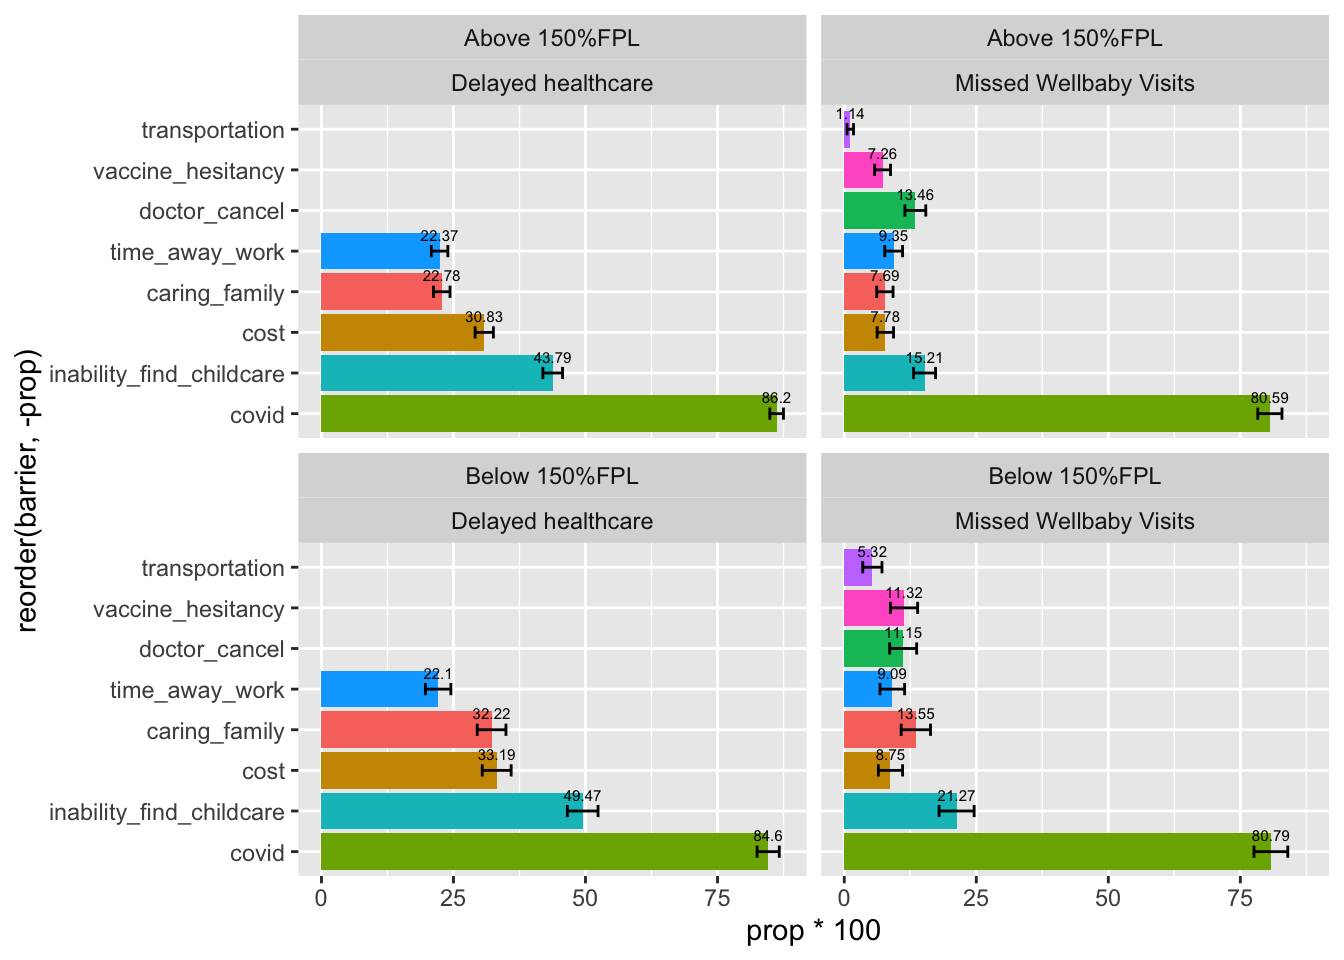 Above 150%FPL
Delayed healthcare
Above 150%FPL
Missed Wellbaby Visits
transportation
vaccine_hesitancy
doctor_cancel
time_away_work
caring_family
cost
inability_find_childcare
covid
22.37
22.78
30.83
43.79
86.2
1.14
7.26
13.46
9.35
7.69
7.78
15.21
80.59
Below 150%FPL
Delayed healthcare
Below 150%FPL
Missed Wellbaby Visits
transportation
vaccine_hesitancy
doctor_cancel
time_away_work
caring_family
cost
inability_find_childcare
covid
22.1
32.22
33.19
49.47
84.6
5.32
11.32
11.15
9.09
13.55
8.75
21.27
80.79
0 25 50 75
0 25 50 75
prop * 100
reorder(barrier, -prop)